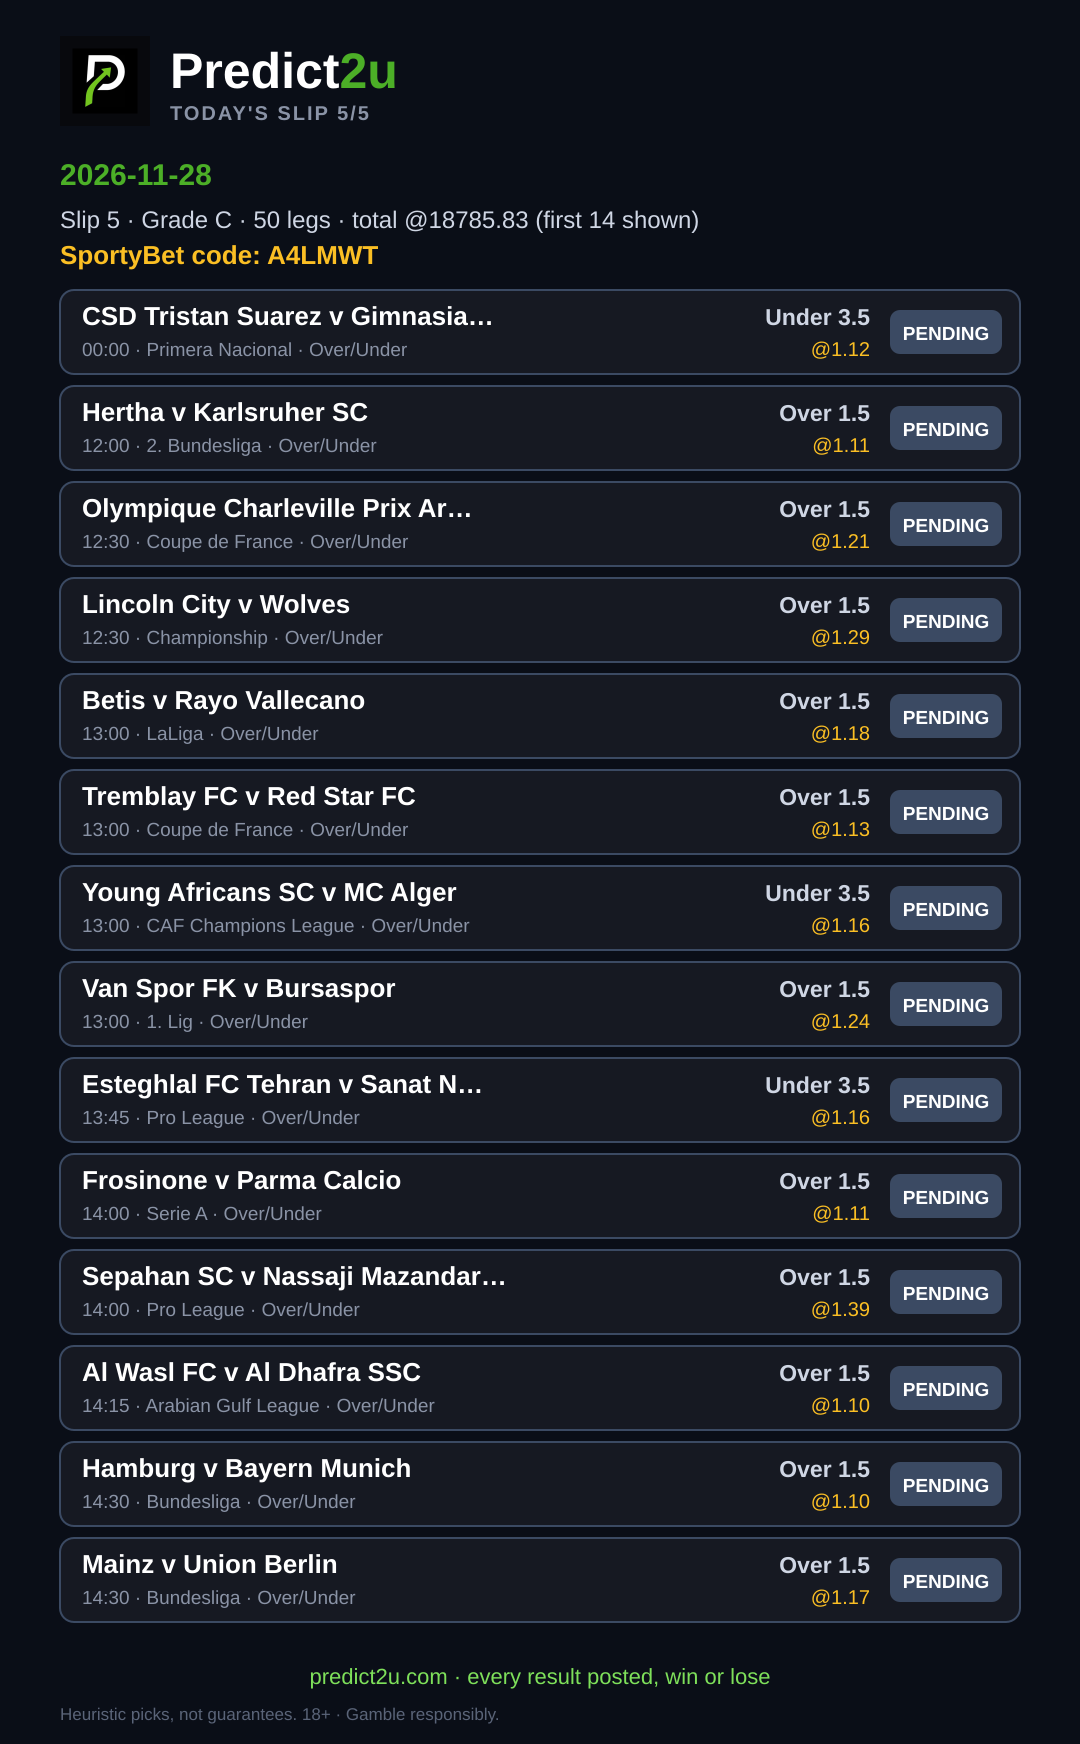 Predict2u
TODAY'S SLIP 5/5
2026-11-28
Slip 5 · Grade C · 50 legs · total @18785.83 (first 14 shown)
SportyBet code: A4LMWT
CSD Tristan Suarez v Gimnasia…
Under 3.5
PENDING
00:00 · Primera Nacional · Over/Under
@1.12
Hertha v Karlsruher SC
Over 1.5
PENDING
12:00 · 2. Bundesliga · Over/Under
@1.11
Olympique Charleville Prix Ar…
Over 1.5
PENDING
12:30 · Coupe de France · Over/Under
@1.21
Lincoln City v Wolves
Over 1.5
PENDING
12:30 · Championship · Over/Under
@1.29
Betis v Rayo Vallecano
Over 1.5
PENDING
13:00 · LaLiga · Over/Under
@1.18
Tremblay FC v Red Star FC
Over 1.5
PENDING
13:00 · Coupe de France · Over/Under
@1.13
Young Africans SC v MC Alger
Under 3.5
PENDING
13:00 · CAF Champions League · Over/Under
@1.16
Van Spor FK v Bursaspor
Over 1.5
PENDING
13:00 · 1. Lig · Over/Under
@1.24
Esteghlal FC Tehran v Sanat N…
Under 3.5
PENDING
13:45 · Pro League · Over/Under
@1.16
Frosinone v Parma Calcio
Over 1.5
PENDING
14:00 · Serie A · Over/Under
@1.11
Sepahan SC v Nassaji Mazandar…
Over 1.5
PENDING
14:00 · Pro League · Over/Under
@1.39
Al Wasl FC v Al Dhafra SSC
Over 1.5
PENDING
14:15 · Arabian Gulf League · Over/Under
@1.10
Hamburg v Bayern Munich
Over 1.5
PENDING
14:30 · Bundesliga · Over/Under
@1.10
Mainz v Union Berlin
Over 1.5
PENDING
14:30 · Bundesliga · Over/Under
@1.17
predict2u.com · every result posted, win or lose
Heuristic picks, not guarantees. 18+ · Gamble responsibly.